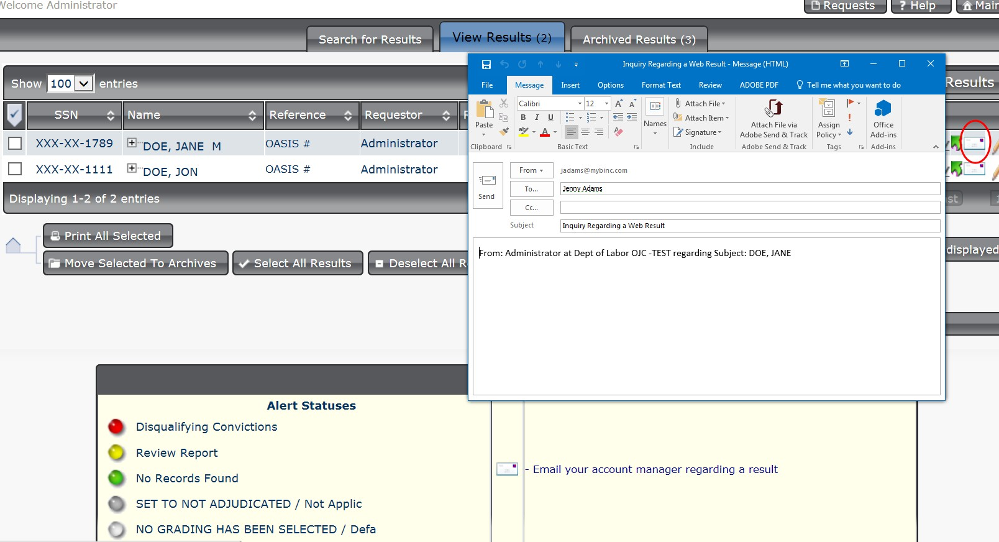 Welcome Administrator
Requests
? Help
Main
Search for Results
View Results (2)
Archived Results (3)
Show 100 entries
Results
SSN
Name
Reference
Requestor
XXX-XX-1789
DOE, JANE M
OASIS #
Administrator
XXX-XX-1111
DOE, JON
OASIS #
Administrator
Displaying 1-2 of 2 entries
Print All Selected
Move Selected To Archives
Select All Results
Deselect All R
displayed
Inquiry Regarding a Web Result - Message (HTML)
File
Message
Insert
Options
Format Text
Review
ADOBE PDF
Tell me what you want to do
Paste
Clipboard
Calibri
12
B I U
Basic Text
Names
Attach File
Attach Item
Signature
Include
Attach File via
Adobe Send & Track
Adobe Send & Track
Assign
Policy
Tags
Office
Add-ins
Add-ins
Send
From
jadams@mybinc.com
To...
Jenny Adams
Cc...
Subject
Inquiry Regarding a Web Result
From: Administrator at Dept of Labor OJC -TEST regarding Subject: DOE, JANE
Alert Statuses
Disqualifying Convictions
Review Report
No Records Found
SET TO NOT ADJUDICATED / Not Applic
NO GRADING HAS BEEN SELECTED / Defa
- Email your account manager regarding a result